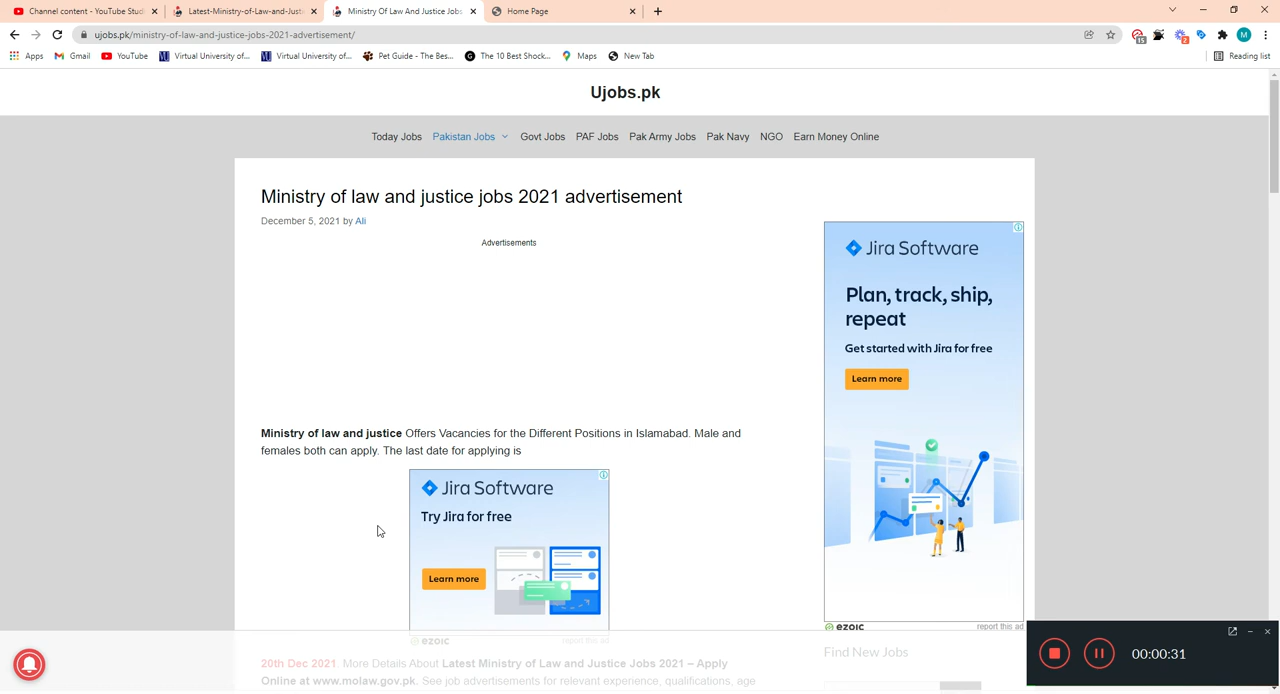 Channel content - YouTube Stud
Latest-Ministry-of-Law-and-Justi
Ministry Of Law And Justice Jobs
Home Page
ujobs.pk/ministry-of-law-and-justice-jobs-2021-advertisement/
15
2
M
Apps
Gmail
YouTube
Virtual University of...
Virtual University of...
Pet Guide - The Bes...
The 10 Best Shock...
Maps
New Tab
Reading list
Ujobs.pk
Today Jobs
Pakistan Jobs
Govt Jobs
PAF Jobs
Pak Army Jobs
Pak Navy
NGO
Earn Money Online
Ministry of law and justice jobs 2021 advertisement
December 5, 2021 by Ali
Advertisements
Jira Software
Plan, track, ship,
repeat
Get started with Jira for free
Learn more
Ministry of law and justice Offers Vacancies for the Different Positions in Islamabad. Male and
females both can apply. The last date for applying is
Jira Software
Try Jira for free
Learn more
ezoic
report this ad
ezoic
report this ad
20th Dec 2021 More Details About Latest Ministry of Law and Justice Jobs 2021 – Apply
Online at www.molaw.gov.pk. See job advertisements for relevant experience, qualifications, age
Find New Jobs
00:00:31